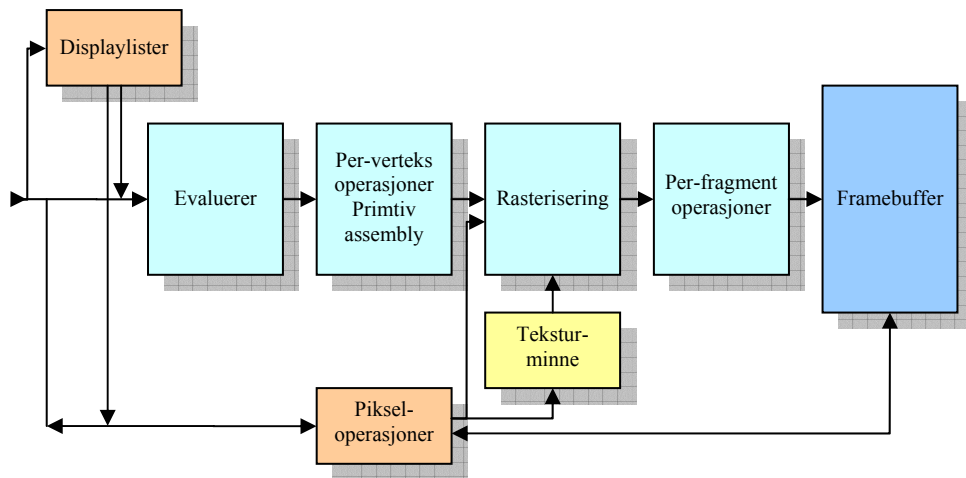 Displaylister
Evaluerer
Per-verteks
operasjoner
Primtiv
assembly
Rasterisering
Per-fragment
operasjoner
Framebuffer
Tekstur-
minne
Piksel-
operasjoner